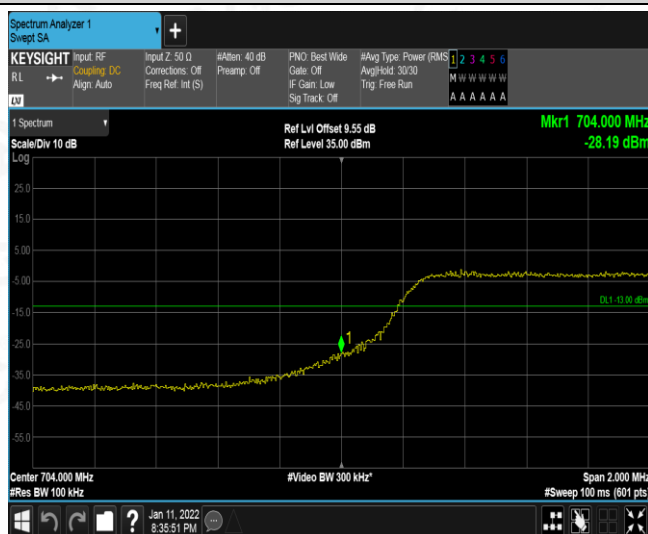 Spectrum Analyzer 1
Swept SA
KEYSIGHT
RL
LXI
Input: RF
Coupling: DC
Align: Auto
Input Z: 50 Ω
Corrections: Off
Freq Ref: Int (S)
#Atten: 40 dB
Preamp: Off
PNO: Best Wide
Gate: Off
IF Gain: Low
Sig Track: Off
#Avg Type: Power (RMS
Avg|Hold: 30/30
Trig: Free Run
1 2 3 4 5 6
M W W W W W
A A A A A A
1 Spectrum
Scale/Div 10 dB
Log
Ref Lvl Offset 9.55 dB
Ref Level 35.00 dBm
Mkr1 704.000 MHz
-28.19 dBm
25.0
15.0
5.00
-5.00
DL1 -13.00 dBm
-15.0
1
-25.0
-35.0
-45.0
-55.0
Center 704.000 MHz
#Res BW 100 kHz
#Video BW 300 kHz*
Span 2.000 MHz
#Sweep 100 ms (601 pts)
?
Jan 11, 2022
8:35:51 PM